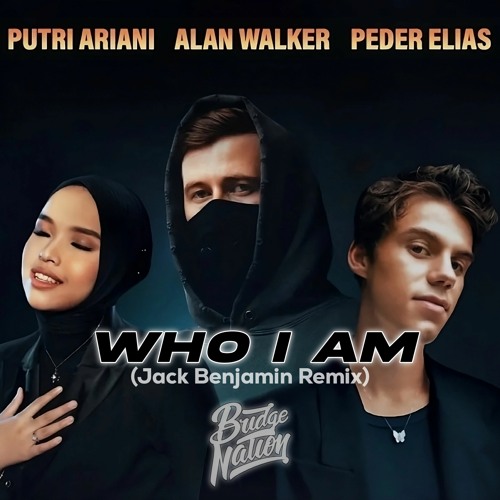 PUTRI ARIANI ALAN WALKER PEDER ELIAS
WHO I AM
(Jack Benjamin Remix)
Bridge
Nation